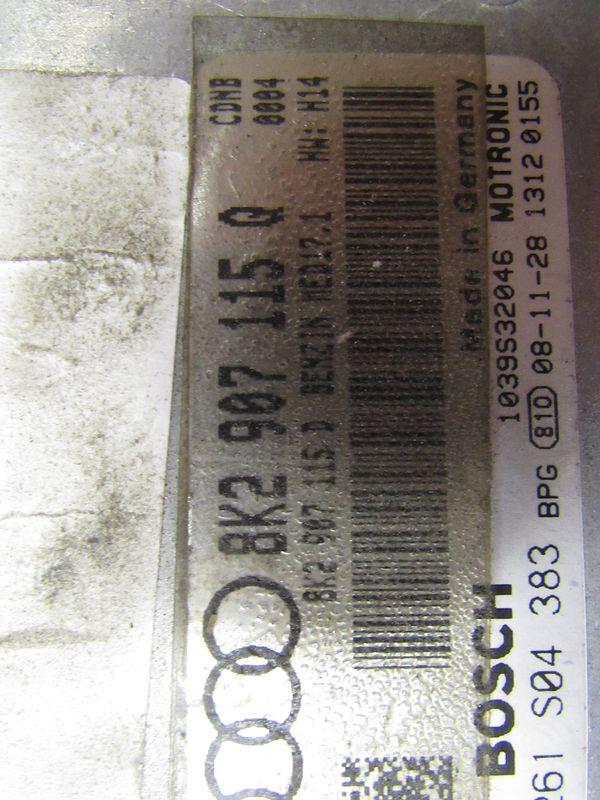 CDNB
0004
HW: H14
8K2 907 115 Q
8K2 907 115 D BENZIN MED17.1
Made in Germany
1039S32046 MOTRONIC
810 08-11-28 1312 0155
BOSCH
261 S04 383 BPG